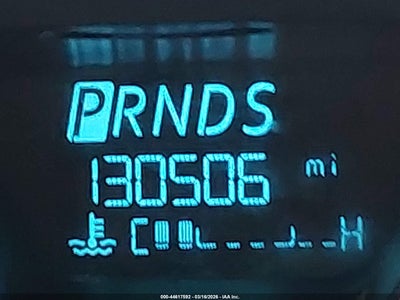 PRNDS
130506 mi
C H
000-44617592 - 03/18/2026 - IAA Inc.